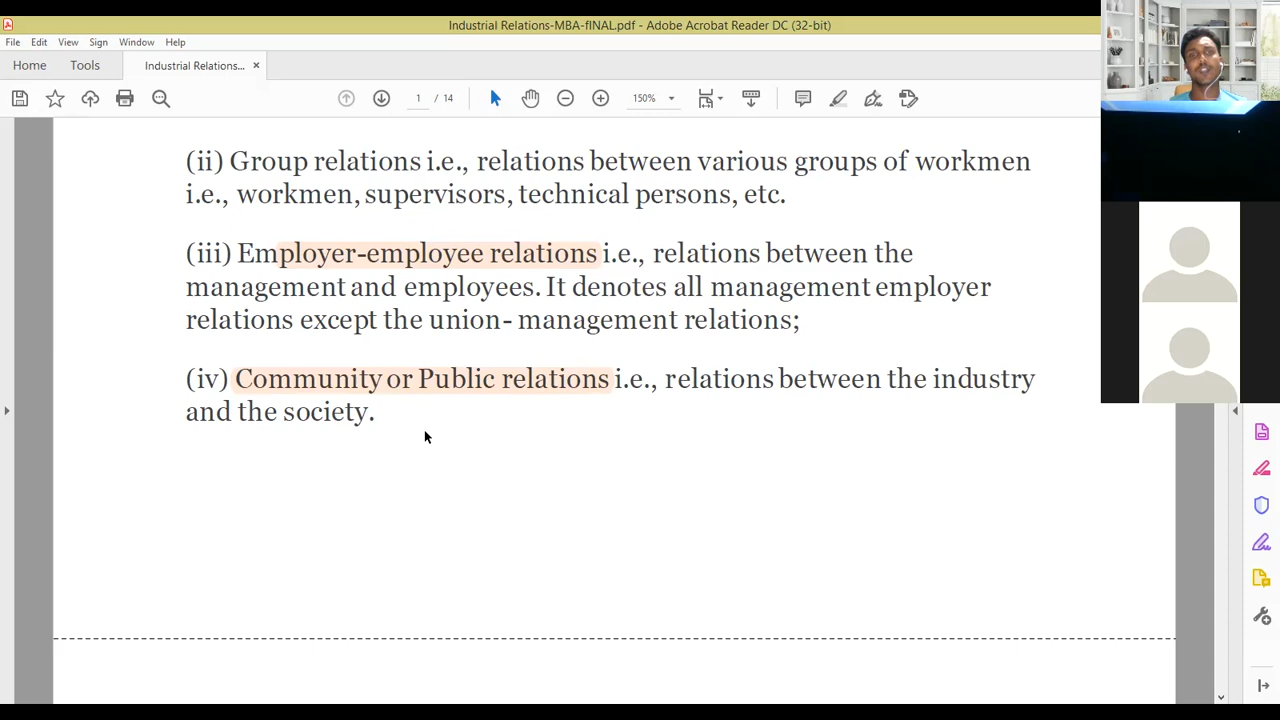 Industrial Relations-MBA-fINAL.pdf - Adobe Acrobat Reader DC (32-bit)
File Edit View Sign Window Help
Home Tools Industrial Relations... ×
1 / 14 150%
(ii) Group relations i.e., relations between various groups of workmen
i.e., workmen, supervisors, technical persons, etc.
(iii) Employer-employee relations i.e., relations between the
management and employees. It denotes all management employer
relations except the union- management relations;
(iv) Community or Public relations i.e., relations between the industry
and the society.